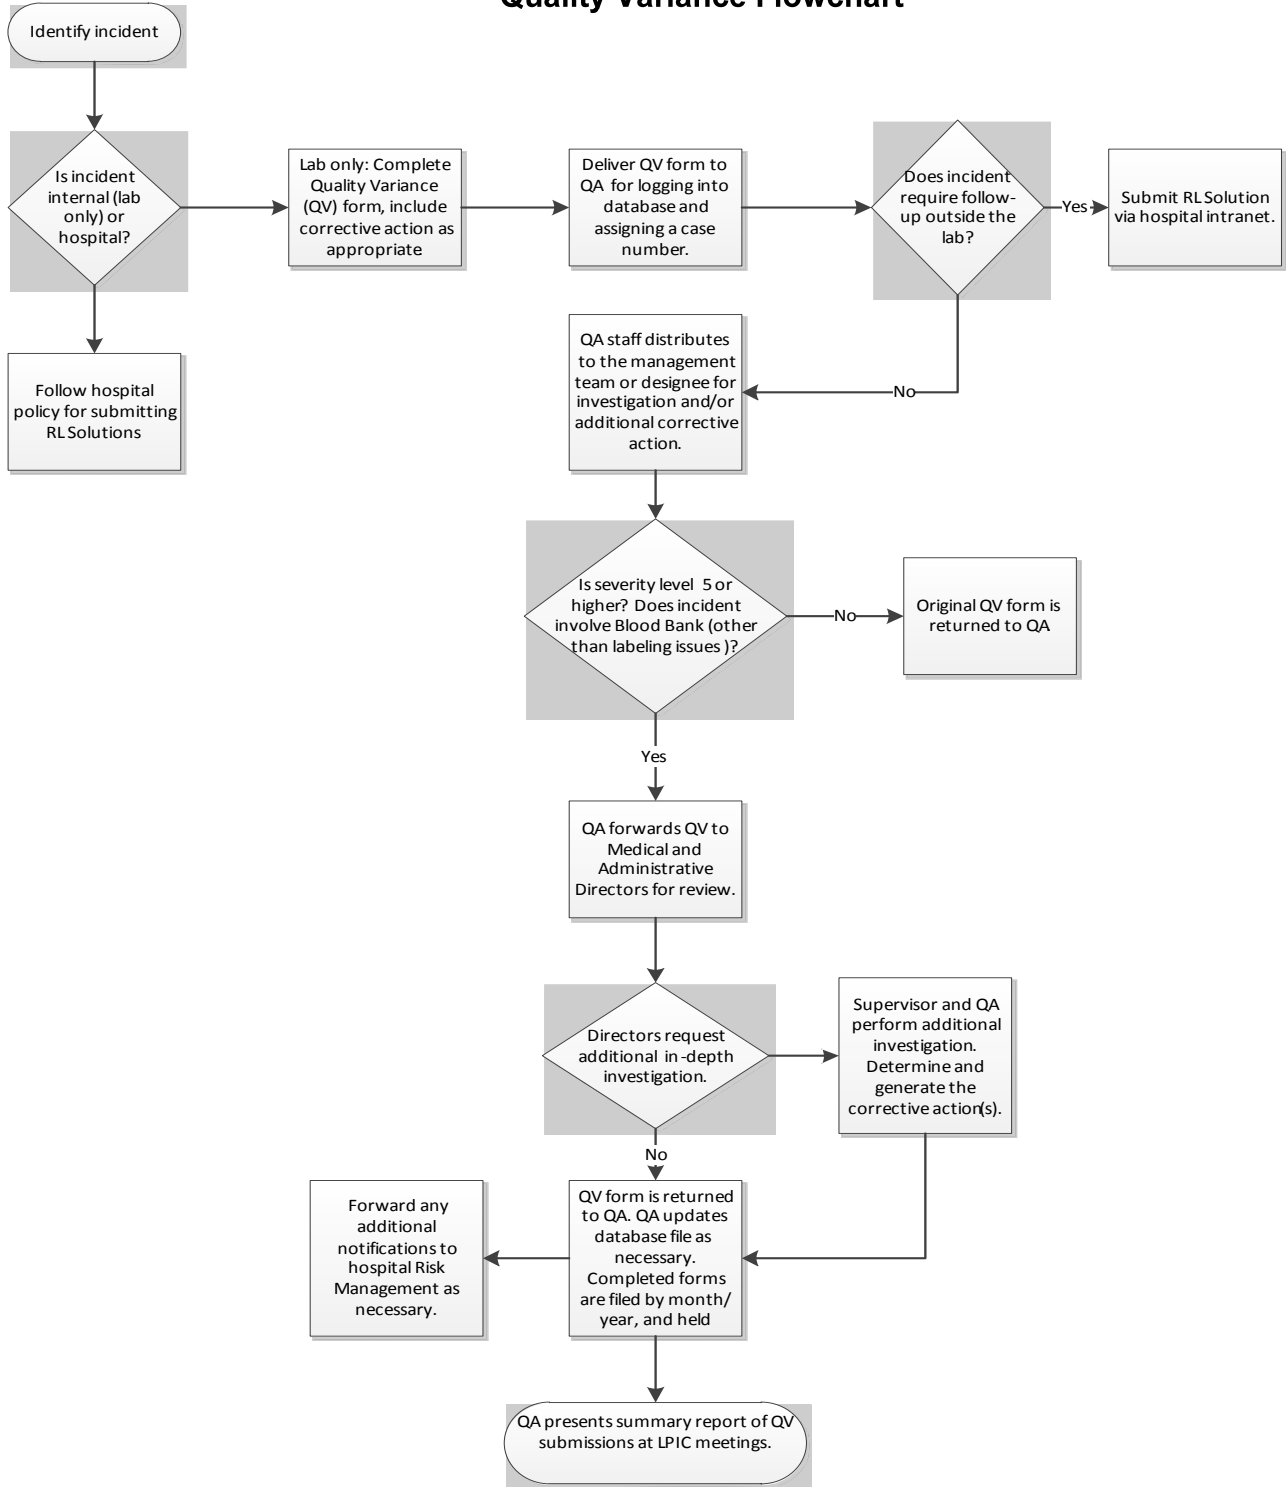 Quality Variance Flowchart
Identify incident
Is incident
internal (lab
only) or
hospital?
Lab only: Complete
Quality Variance
(QV) form, include
corrective action as
appropriate
Deliver QV form to
QA for logging into
database and
assigning a case
number.
Does incident
require follow-
up outside the
lab?
Yes
Submit RL Solution
via hospital intranet.
Follow hospital
policy for submitting
RL Solutions
QA staff distributes
to the management
team or designee for
investigation and/or
additional corrective
action.
No
Is severity level 5 or
higher? Does incident
involve Blood Bank (other
than labeling issues )?
No
Original QV form is
returned to QA
Yes
QA forwards QV to
Medical and
Administrative
Directors for review.
Directors request
additional in-depth
investigation.
Supervisor and QA
perform additional
investigation.
Determine and
generate the
corrective action(s).
No
Forward any
additional
notifications to
hospital Risk
Management as
necessary.
QV form is returned
to QA. QA updates
database file as
necessary.
Completed forms
are filed by month/
year, and held
QA presents summary report of QV
submissions at LPIC meetings.